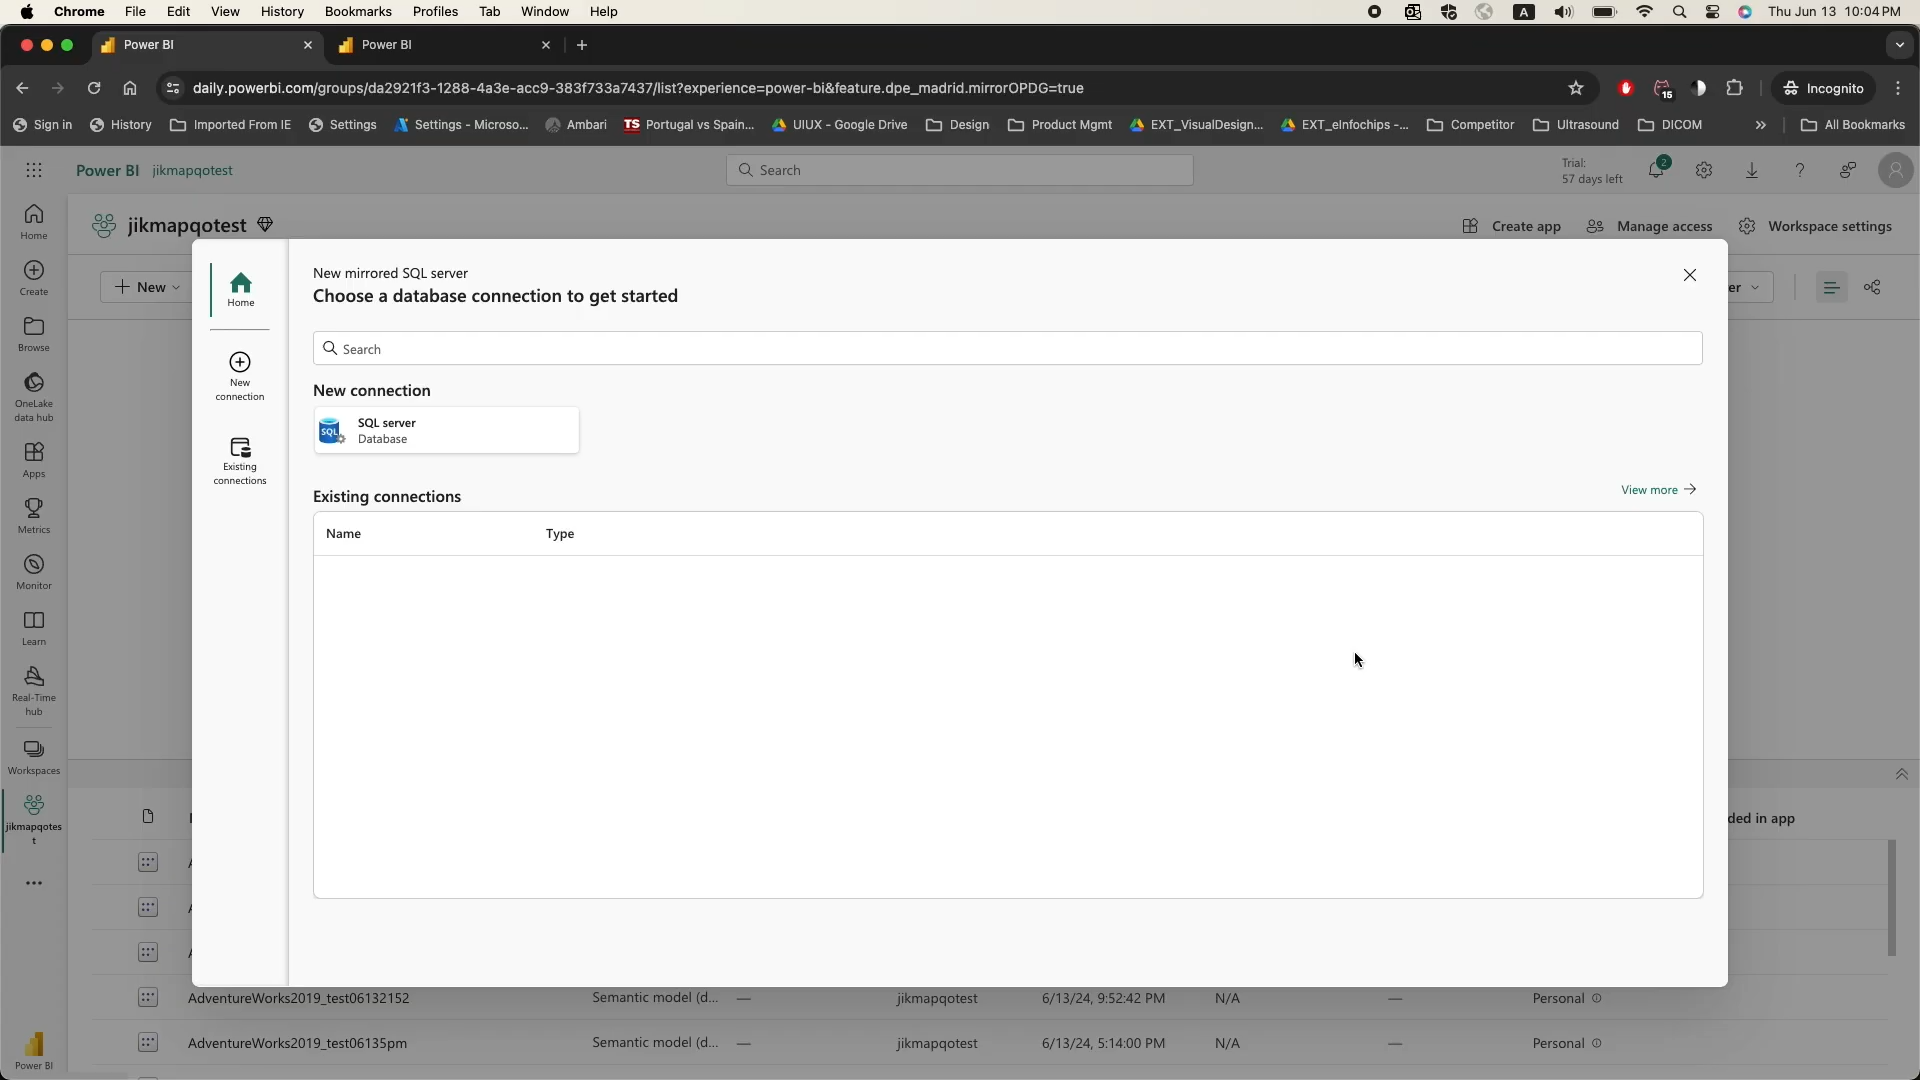 Chrome File Edit View History Bookmarks Profiles Tab Window Help
A Thu Jun 13 10:04 PM
Power BI
Power BI
daily.powerbi.com/groups/da2921f3-1288-4a3e-acc9-383f733a7437/list?experience=power-bi&feature.dpe_madrid.mirrorOPDG=true
15
Incognito
Sign in History Imported From IE Settings Settings - Microso... Ambari TS Portugal vs Spain... UIUX - Google Drive Design Product Mgmt EXT_VisualDesign... EXT_eInfochips -... Competitor Ultrasound DICOM » All Bookmarks
Power BI jikmapqotest
Search
Trial:
57 days left
2
?
Home
Create
Browse
OneLake
data hub
Apps
Metrics
Monitor
Learn
Real-Time
hub
Workspaces
jikmapqotes
t
Power BI
jikmapqotest
Create app Manage access Workspace settings
New
er
Home
New
connection
Existing
connections
New mirrored SQL server
Choose a database connection to get started
Search
New connection
SQL
SQL server
Database
Existing connections
View more
Name Type
ded in app
AdventureWorks2019_test06132152 Semantic model (d... — jikmapqotest 6/13/24, 9:52:42 PM N/A — Personal
AdventureWorks2019_test06135pm Semantic model (d... — jikmapqotest 6/13/24, 5:14:00 PM N/A — Personal